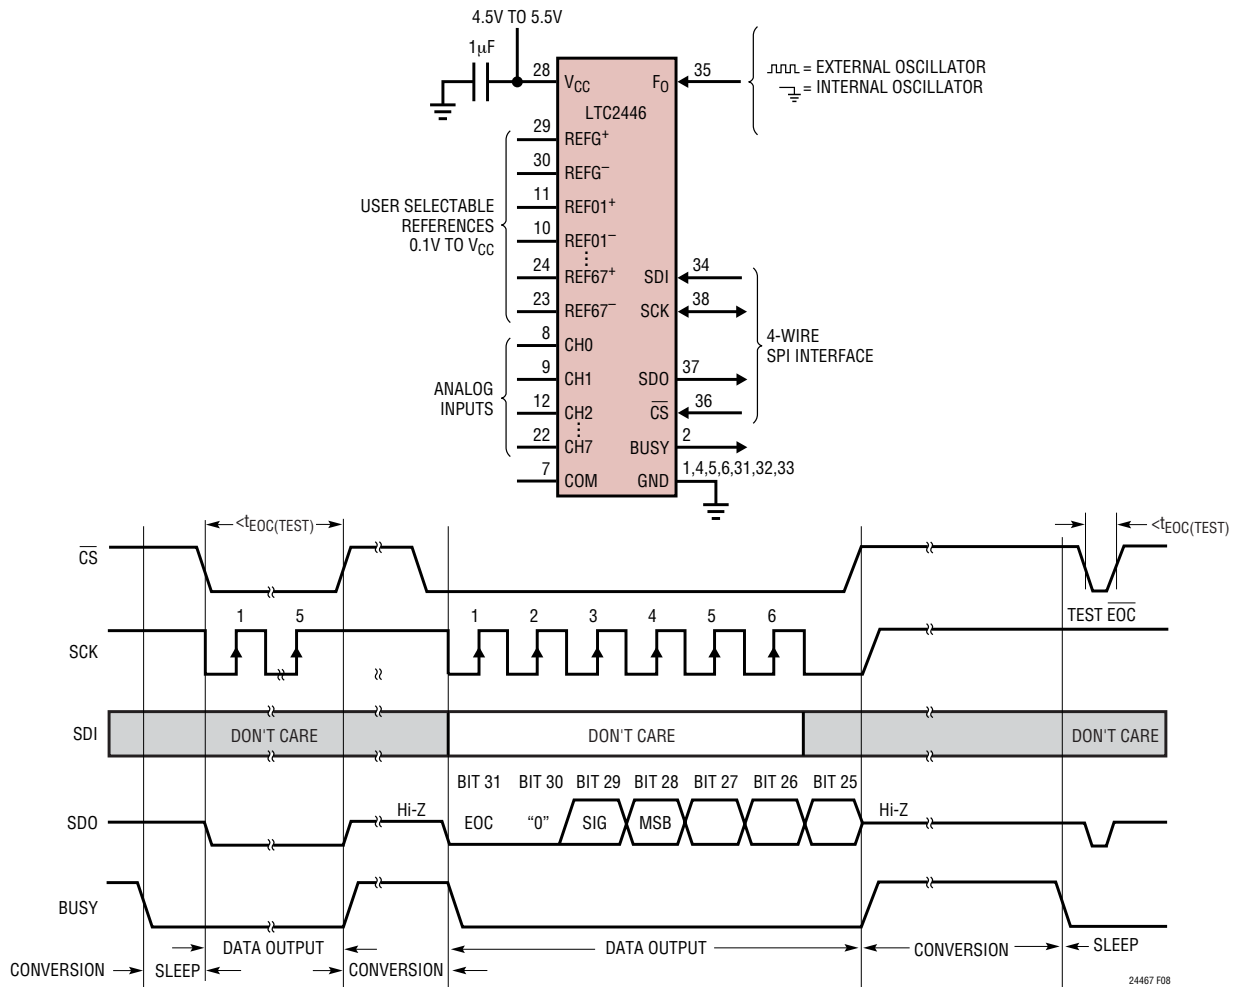 4.5V TO 5.5V
1µF
28
VCC
FO
35
= EXTERNAL OSCILLATOR
= INTERNAL OSCILLATOR
LTC2446
29
REFG+
30
REFG–
11
REF01+
10
REF01–
24
REF67+
23
REF67–
USER SELECTABLE
REFERENCES
0.1V TO VCC
SDI
34
SCK
38
SDO
37
CS
36
4-WIRE
SPI INTERFACE
8
CH0
9
CH1
12
CH2
22
CH7
ANALOG
INPUTS
BUSY
2
7
COM
GND
1,4,5,6,31,32,33
<tEOC(TEST)
<tEOC(TEST)
CS
TEST EOC
SCK
1
5
1
2
3
4
5
6
SDI
DON'T CARE
DON'T CARE
DON'T CARE
BIT 31
BIT 30
BIT 29
BIT 28
BIT 27
BIT 26
BIT 25
SDO
Hi-Z
EOC
“0”
SIG
MSB
Hi-Z
BUSY
DATA OUTPUT
DATA OUTPUT
CONVERSION
SLEEP
CONVERSION
SLEEP
CONVERSION
24467 F08